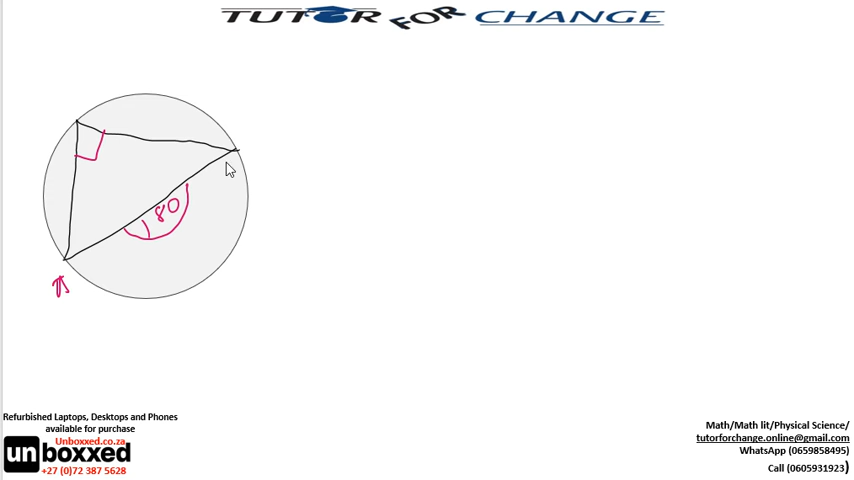 TUTOR FOR CHANGE
180
Refurbished Laptops, Desktops and Phones
available for purchase
Unboxxed.co.za
unboxxed
+27 (0)72 387 5628
Math/Math lit/Physical Science/
tutorforchange.online@gmail.com
WhatsApp (0659858495)
Call (0605931923)